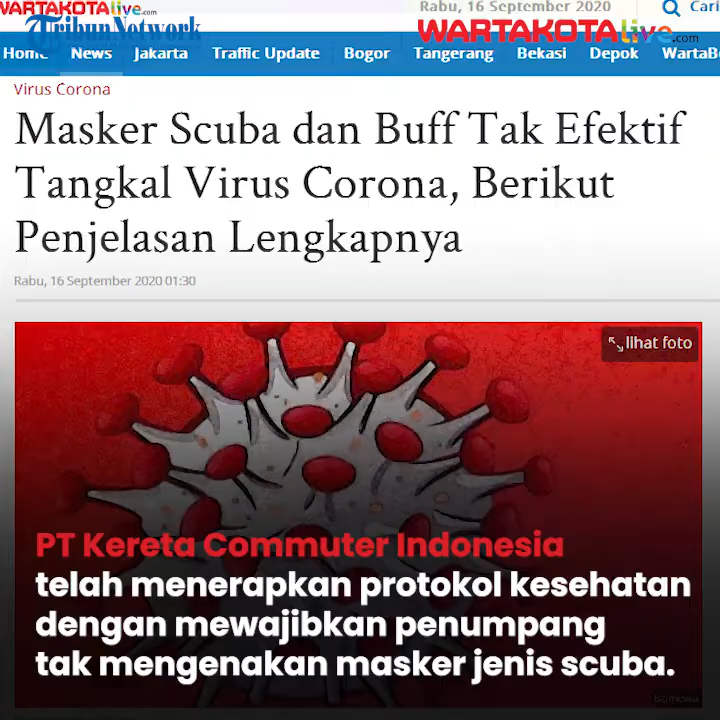 WARTAKOTAlive.com
TribunNetwork
Rabu, 16 September 2020
Cari
WARTAKOTAlive.com
Home News Jakarta Traffic Update Bogor Tangerang Bekasi Depok WartaB
Virus Corona
Masker Scuba dan Buff Tak Efektif
Tangkal Virus Corona, Berikut
Penjelasan Lengkapnya
Rabu, 16 September 2020 01:30
lihat foto
PT Kereta Commuter Indonesia
telah menerapkan protokol kesehatan
dengan mewajibkan penumpang
tak mengenakan masker jenis scuba.